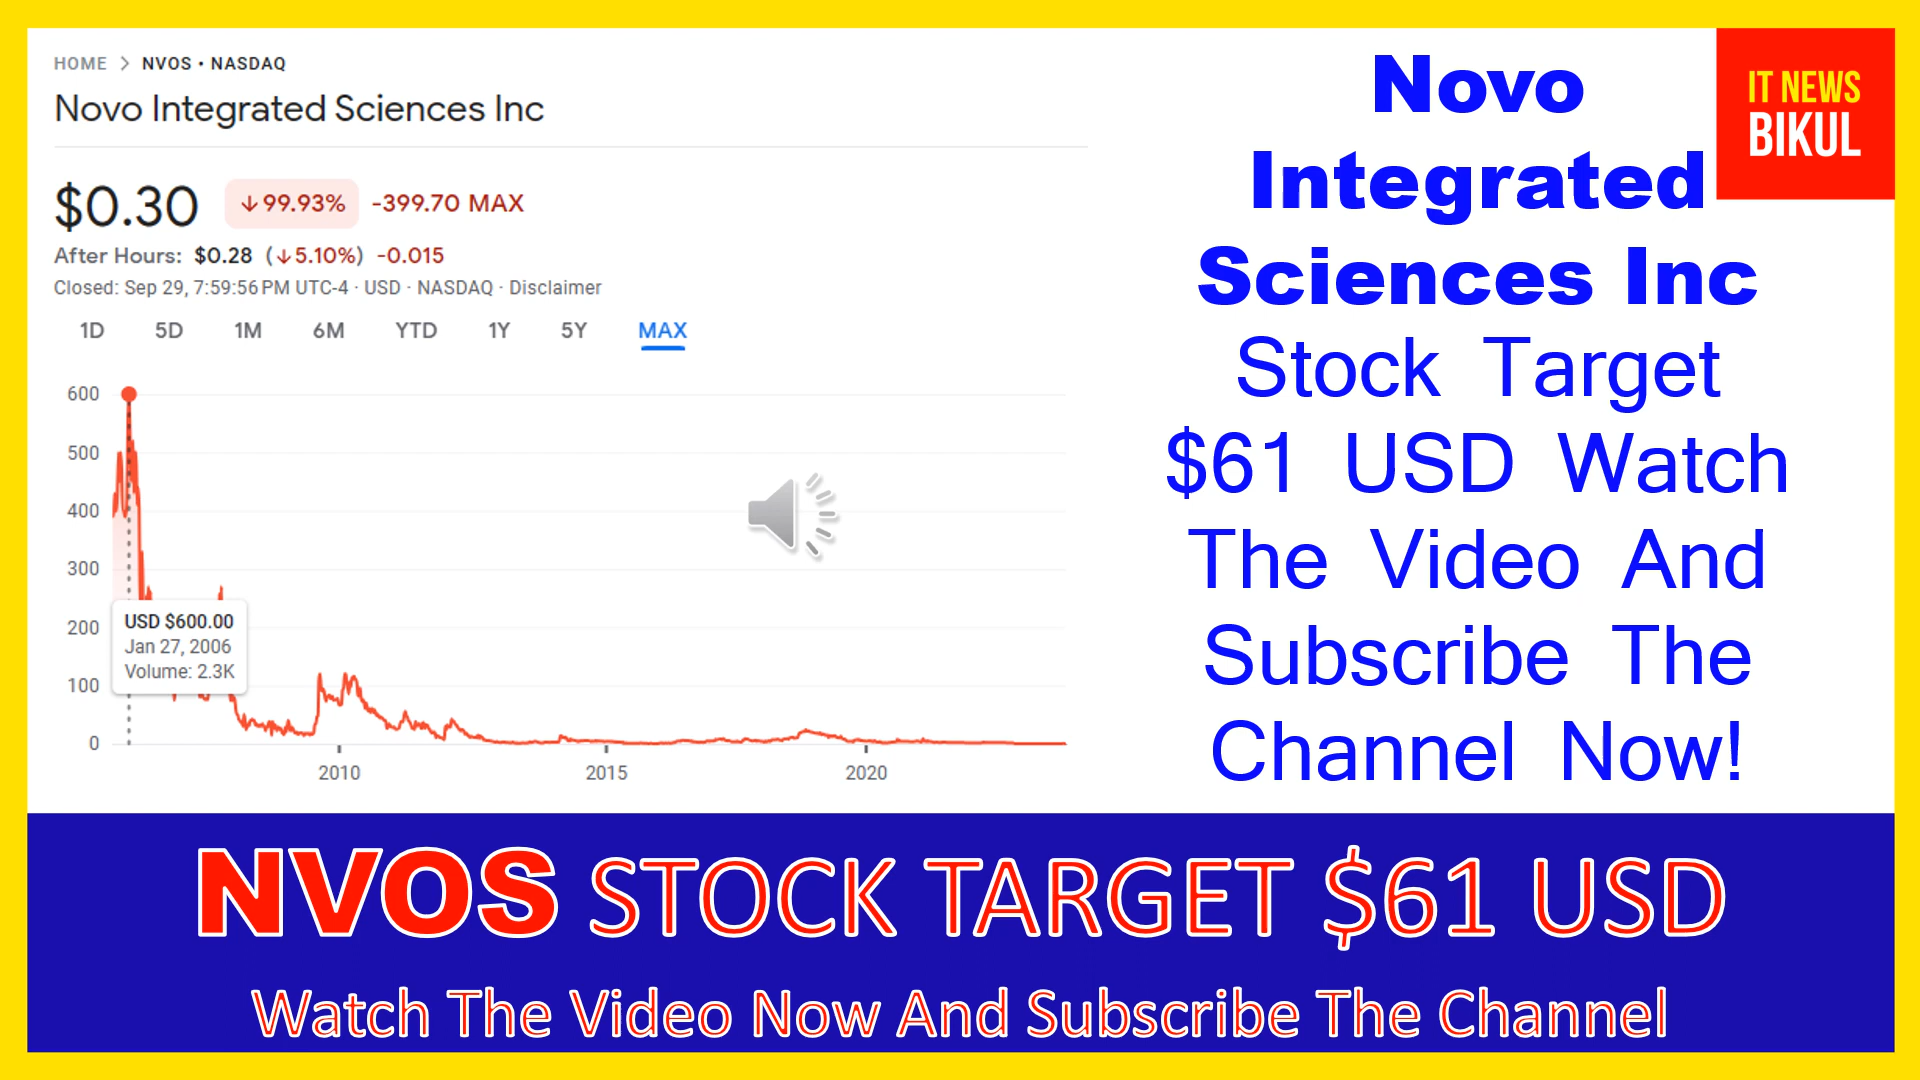 HOME > NVOS • NASDAQ
Novo Integrated Sciences Inc
$0.30 ↓99.93% -399.70 MAX
After Hours: $0.28 (↓5.10%) -0.015
Closed: Sep 29, 7:59:56 PM UTC-4 · USD · NASDAQ · Disclaimer
1D 5D 1M 6M YTD 1Y 5Y MAX
600
500
400
300
200
100
0
USD $600.00
Jan 27, 2006
Volume: 2.3K
2010 2015 2020
Novo
Integrated
Sciences Inc
Stock Target
$61 USD Watch
The Video And
Subscribe The
Channel Now!
IT NEWS
BIKUL
NVOS STOCK TARGET $61 USD
Watch The Video Now And Subscribe The Channel